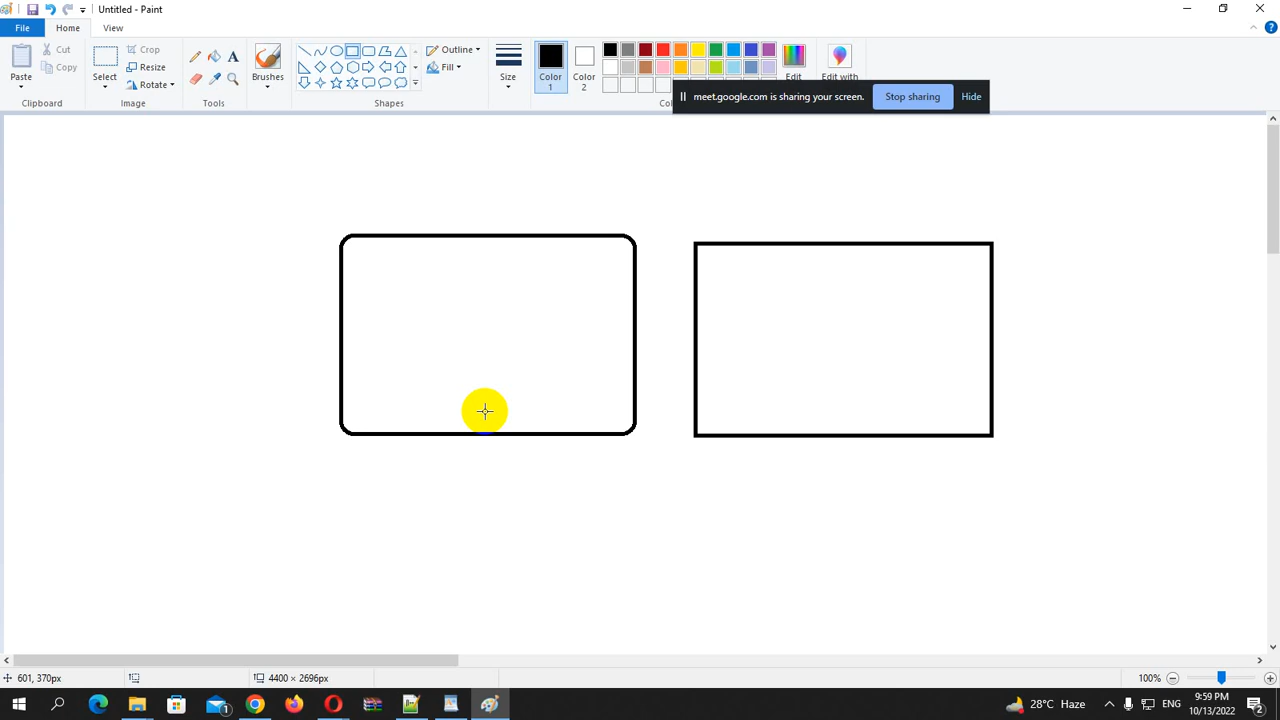 Untitled - Paint
File
Home
View
Paste
Cut
Copy
Clipboard
Select
Crop
Resize
Rotate
Image
A
Tools
Brushes
Outline
Fill
Shapes
Size
Color
1
Color
2
Edit
Edit with
meet.google.com is sharing your screen.
Stop sharing
Hide
601, 370px
4400 × 2696px
100%
1
28°C Haze
ENG
9:59 PM
10/13/2022
2